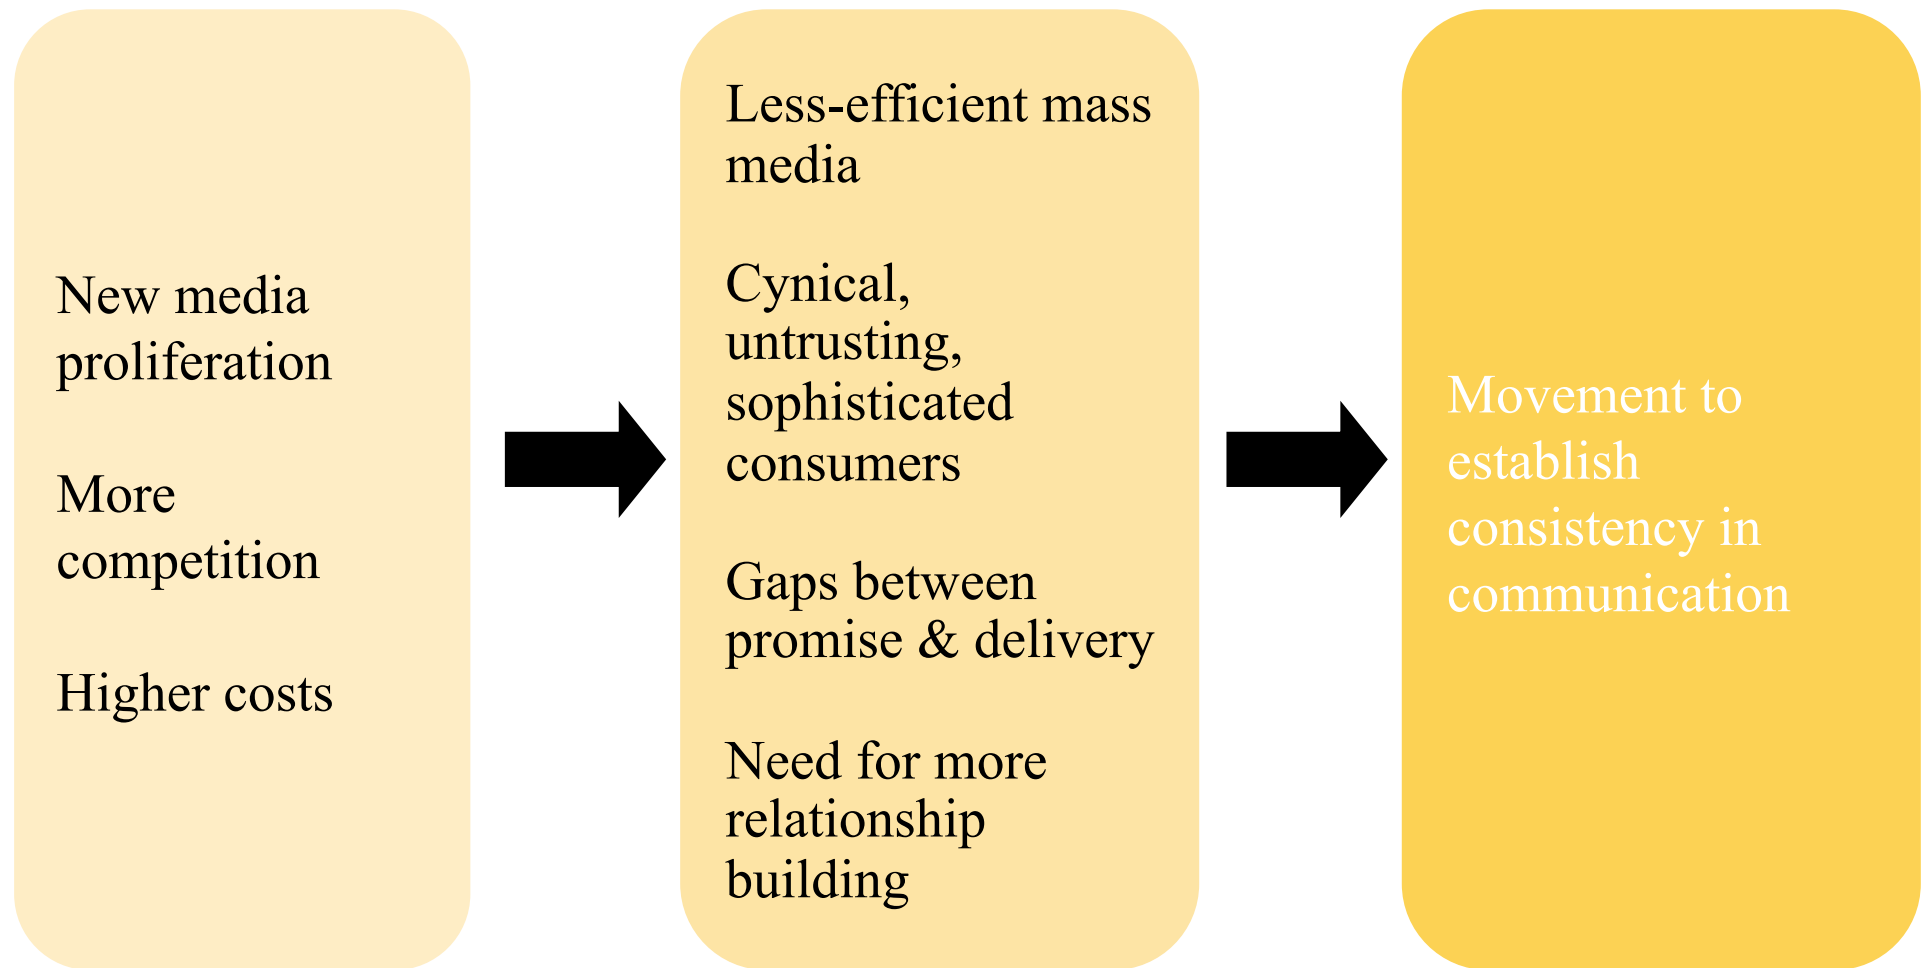 New media
proliferation
More
competition
Higher costs
Less-efficient mass
media
Cynical,
untrusting,
sophisticated
consumers
Gaps between
promise & delivery
Need for more
relationship
building
Movement to
establish
consistency in
communication